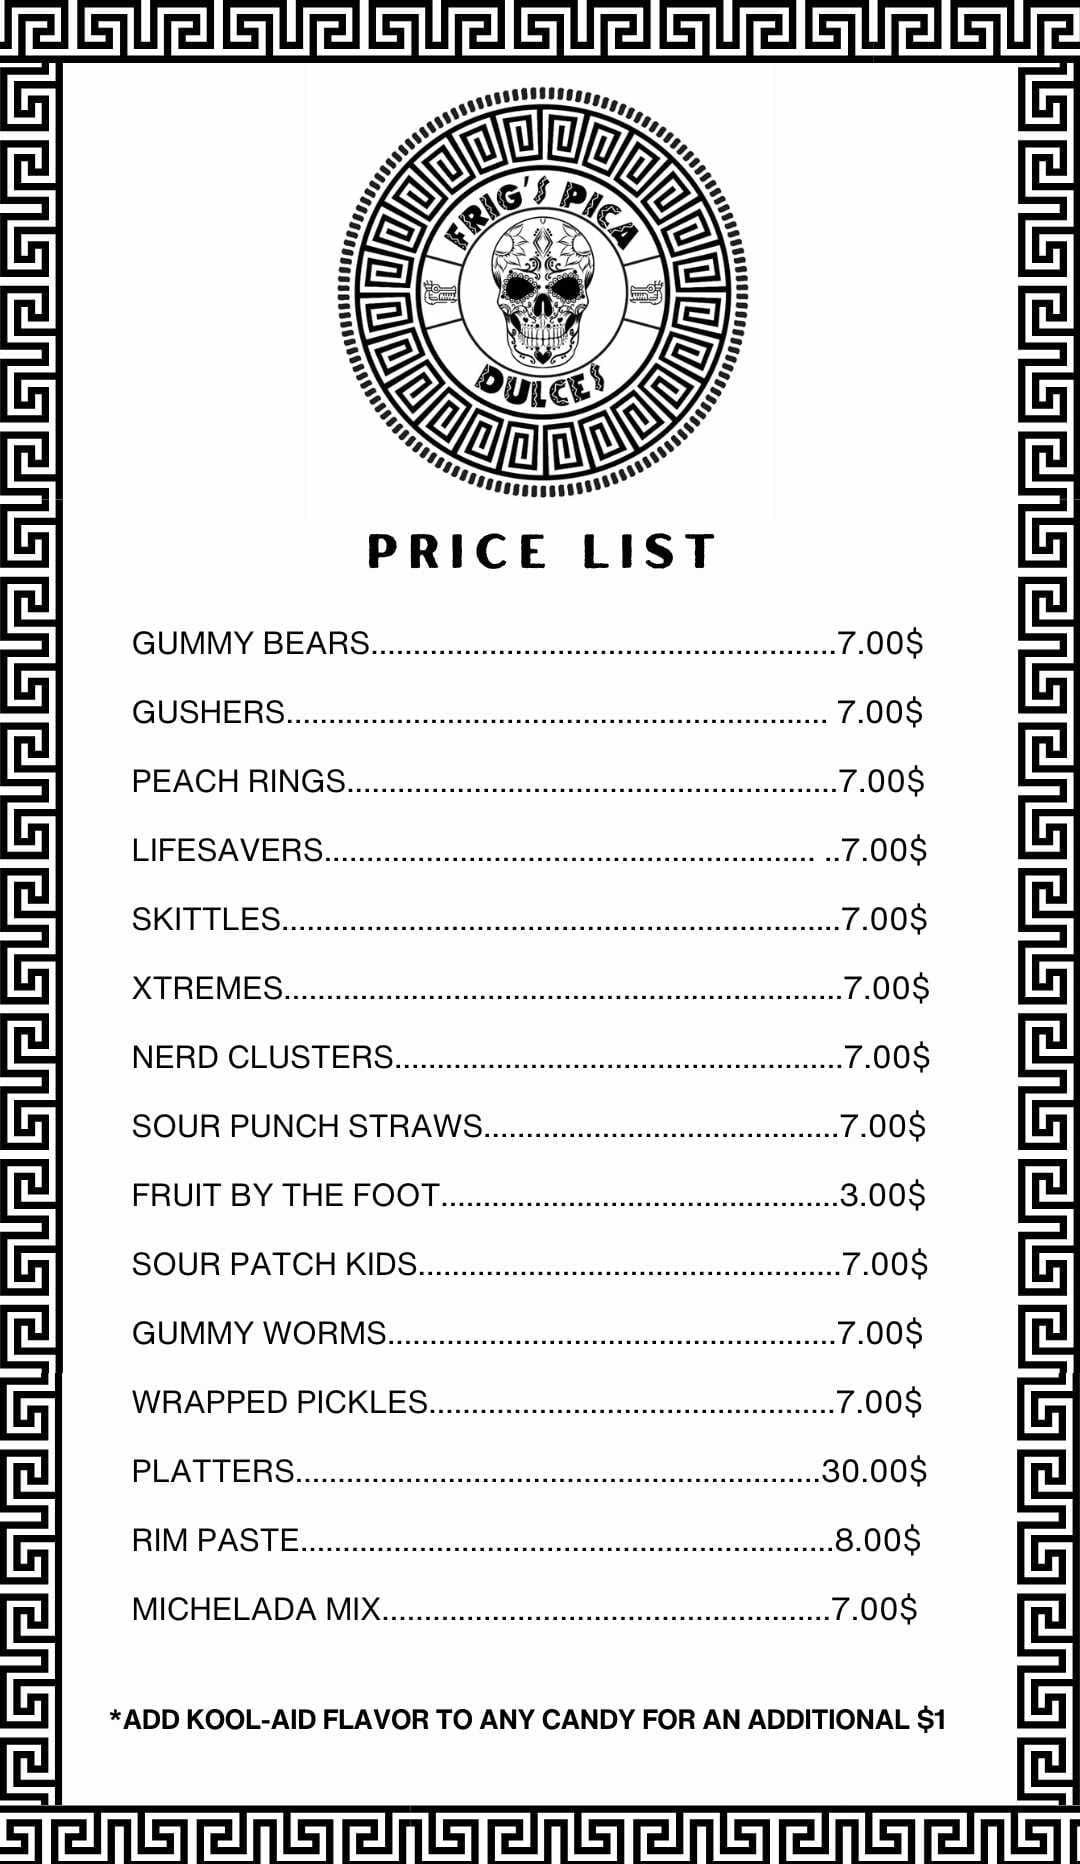 FRIG'S PICA
DULCES
PRICE LIST
GUMMY BEARS.......................................................7.00$
GUSHERS................................................................ 7.00$
PEACH RINGS..........................................................7.00$
LIFESAVERS.......................................................... ..7.00$
SKITTLES..................................................................7.00$
XTREMES..................................................................7.00$
NERD CLUSTERS.....................................................7.00$
SOUR PUNCH STRAWS..........................................7.00$
FRUIT BY THE FOOT...............................................3.00$
SOUR PATCH KIDS..................................................7.00$
GUMMY WORMS.....................................................7.00$
WRAPPED PICKLES................................................7.00$
PLATTERS..............................................................30.00$
RIM PASTE...............................................................8.00$
MICHELADA MIX.....................................................7.00$
*ADD KOOL-AID FLAVOR TO ANY CANDY FOR AN ADDITIONAL $1